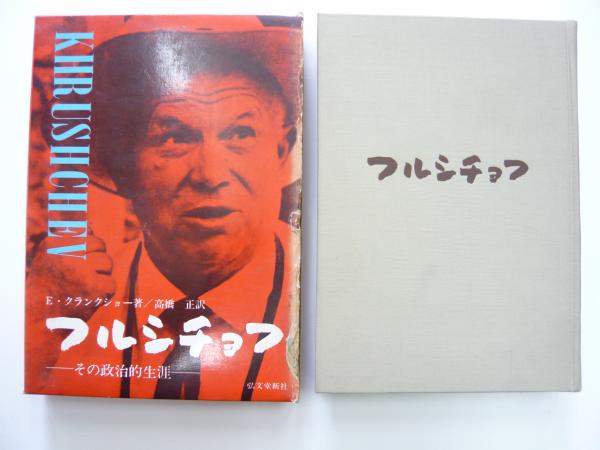 KHRUSHCHEV
E・クランクショー著／高橋 正訳
フルシチョフ
──その政治的生涯──
弘文堂新社
フルシチョフ